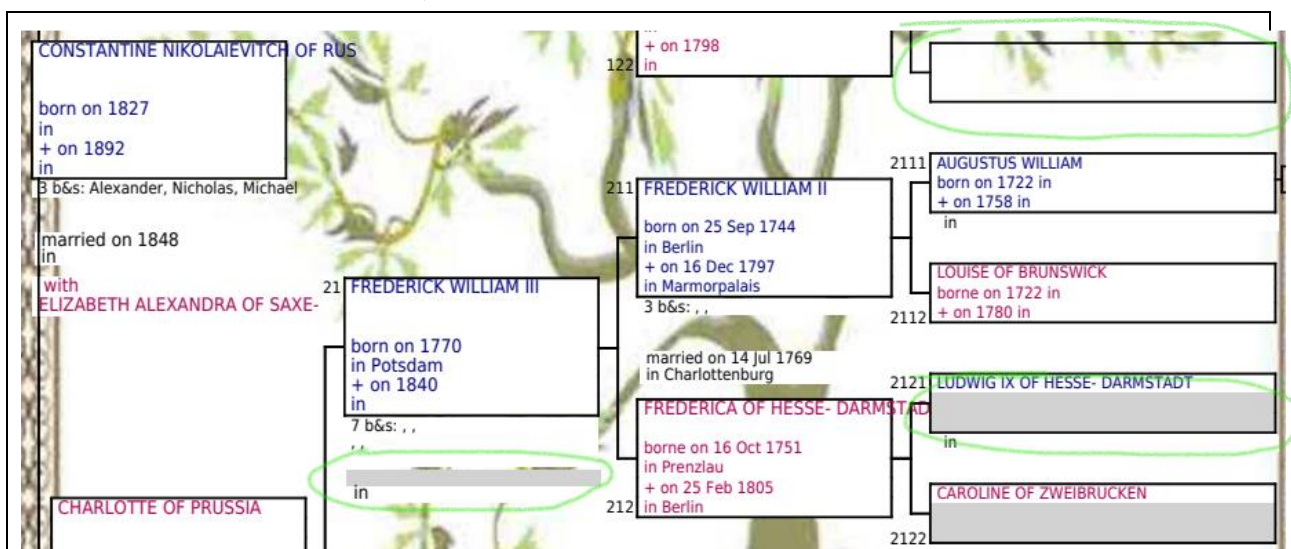 CONSTANTINE NIKOLAIEVITCH OF RUS
born on 1827
in
+ on 1892
in
3 b&s: Alexander, Nicholas, Michael
married on 1848
in
with
ELIZABETH ALEXANDRA OF SAXE-
21
FREDERICK WILLIAM III
born on 1770
in Potsdam
+ on 1840
in
7 b&s: , ,
, ,
in
CHARLOTTE OF PRUSSIA
+ on 1798
122
in
211
FREDERICK WILLIAM II
born on 25 Sep 1744
in Berlin
+ on 16 Dec 1797
in Marmorpalais
3 b&s: , ,
married on 14 Jul 1769
in Charlottenburg
FREDERICA OF HESSE- DARMSTAD
borne on 16 Oct 1751
in Prenzlau
+ on 25 Feb 1805
212
in Berlin
2111
AUGUSTUS WILLIAM
born on 1722 in
+ on 1758 in
in
LOUISE OF BRUNSWICK
borne on 1722 in
+ on 1780 in
2112
2121
LUDWIG IX OF HESSE- DARMSTADT
in
CAROLINE OF ZWEIBRUCKEN
2122